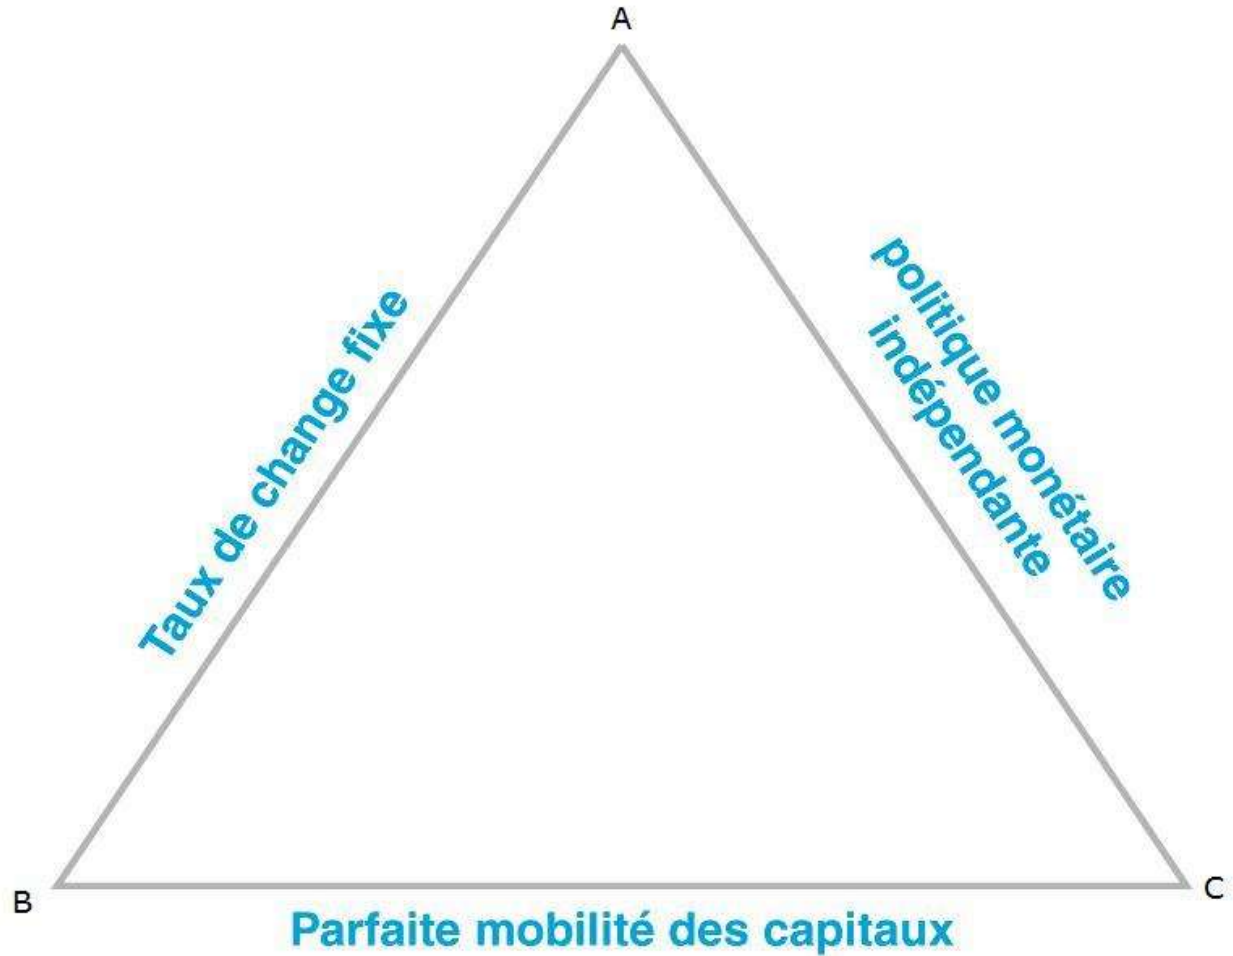 A
Taux de change fixe
politique monétaire
indépendante
B
C
Parfaite mobilité des capitaux